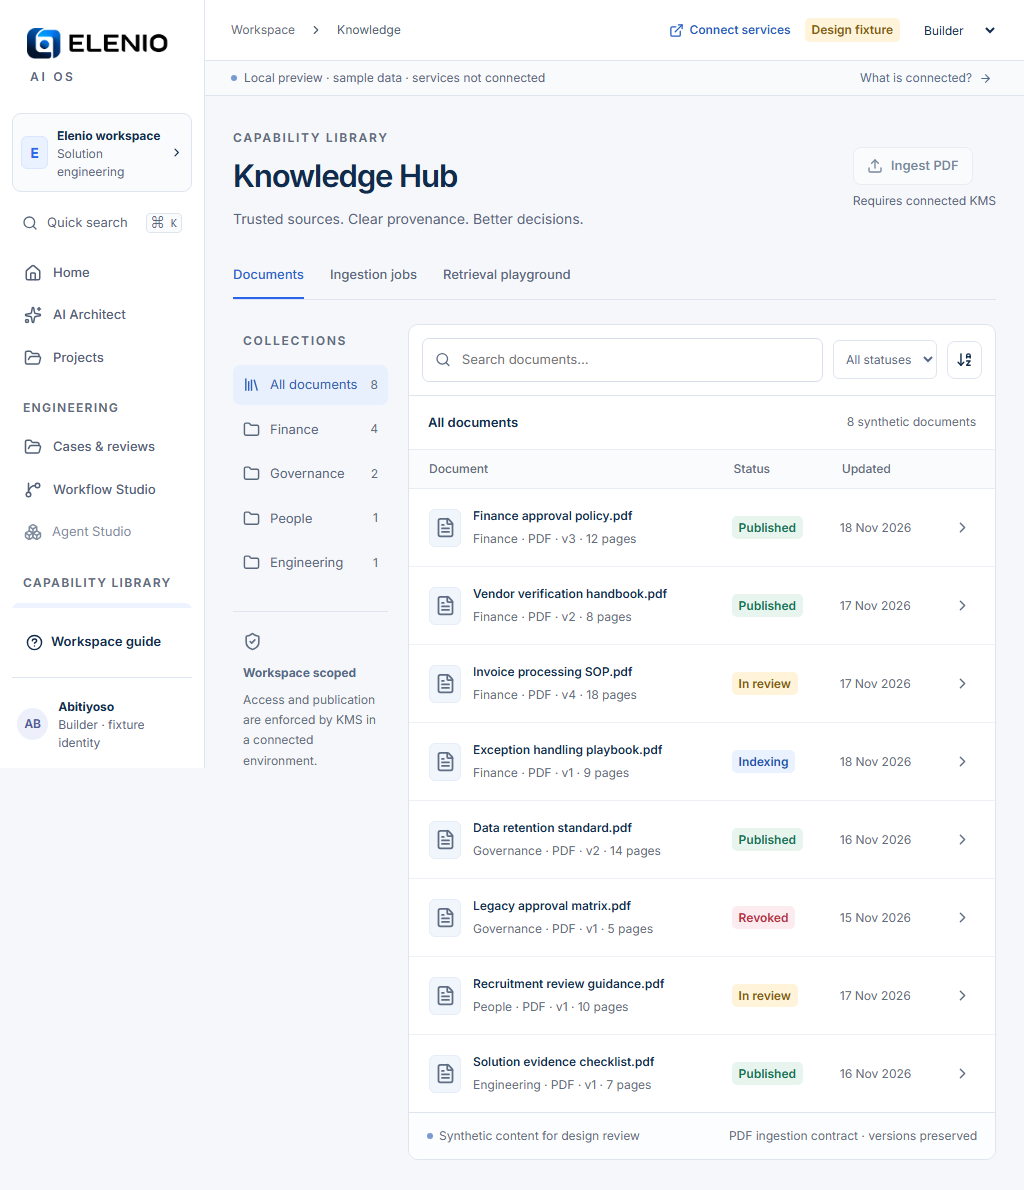 ELENIO
AI OS
E
Elenio workspace
Solution
engineering
Quick search
⌘ K
Home
AI Architect
Projects
ENGINEERING
Cases & reviews
Workflow Studio
Agent Studio
CAPABILITY LIBRARY
Workspace guide
AB
Abitiyoso
Builder · fixture
identity
Workspace
Knowledge
Connect services
Design fixture
Builder
Local preview · sample data · services not connected
What is connected?
CAPABILITY LIBRARY
Knowledge Hub
Trusted sources. Clear provenance. Better decisions.
Ingest PDF
Requires connected KMS
Documents
Ingestion jobs
Retrieval playground
COLLECTIONS
All documents 8
Finance 4
Governance 2
People 1
Engineering 1
Workspace scoped
Access and publication
are enforced by KMS in
a connected
environment.
Search documents...
All statuses
A
Z
All documents
8 synthetic documents
Document Status Updated
Finance approval policy.pdf
Finance · PDF · v3 · 12 pages
Published
18 Nov 2026
Vendor verification handbook.pdf
Finance · PDF · v2 · 8 pages
Published
17 Nov 2026
Invoice processing SOP.pdf
Finance · PDF · v4 · 18 pages
In review
17 Nov 2026
Exception handling playbook.pdf
Finance · PDF · v1 · 9 pages
Indexing
18 Nov 2026
Data retention standard.pdf
Governance · PDF · v2 · 14 pages
Published
16 Nov 2026
Legacy approval matrix.pdf
Governance · PDF · v1 · 5 pages
Revoked
15 Nov 2026
Recruitment review guidance.pdf
People · PDF · v1 · 10 pages
In review
17 Nov 2026
Solution evidence checklist.pdf
Engineering · PDF · v1 · 7 pages
Published
16 Nov 2026
Synthetic content for design review
PDF ingestion contract · versions preserved